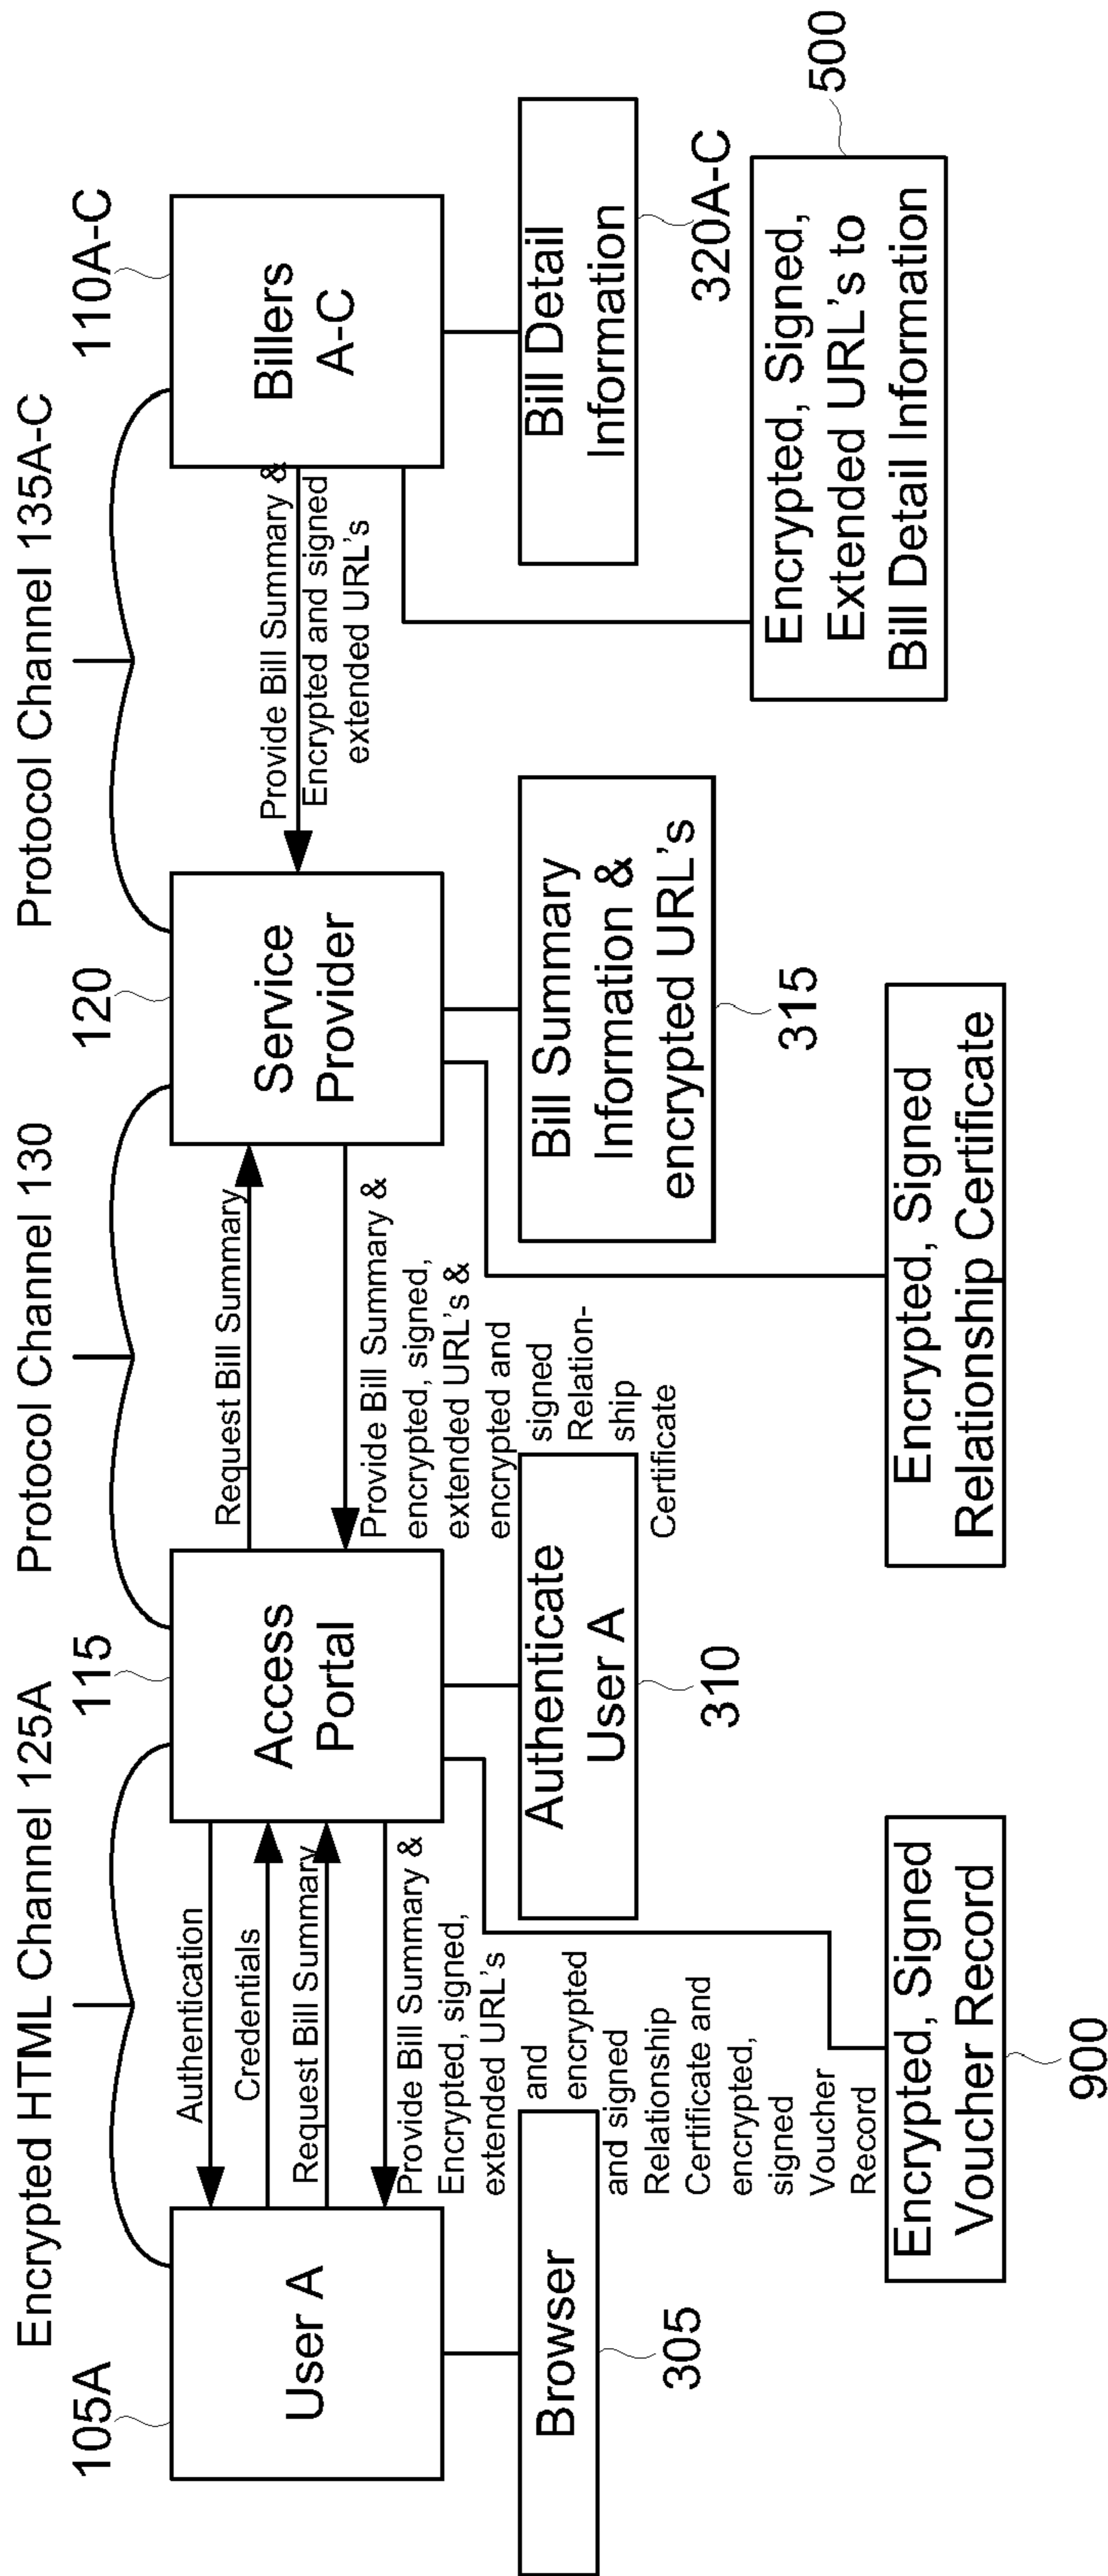 Encrypted HTML Channel 125A
Protocol Channel 130
Protocol Channel 135A-C
105A
115
120
110A-C
User A
Authentication
Credentials
Request Bill Summary
Provide Bill Summary &
Encrypted, signed,
extended URL's
and
encrypted
and signed
Relationship
Certificate and
encrypted,
signed
Voucher
Record
Access
Portal
Request Bill Summary
Provide Bill Summary &
encrypted, signed,
extended URL's &
encrypted and
signed
Relation-
ship
Certificate
Service
Provider
Provide Bill Summary &
Encrypted and signed
extended URL's
Billers
A-C
Browser
305
Authenticate
User A
310
Bill Summary
Information &
encrypted URL's
315
Bill Detail
Information
320A-C
Encrypted, Signed,
Extended URL's to
Bill Detail Information
500
Encrypted, Signed
Voucher Record
900
Encrypted, Signed
Relationship Certificate